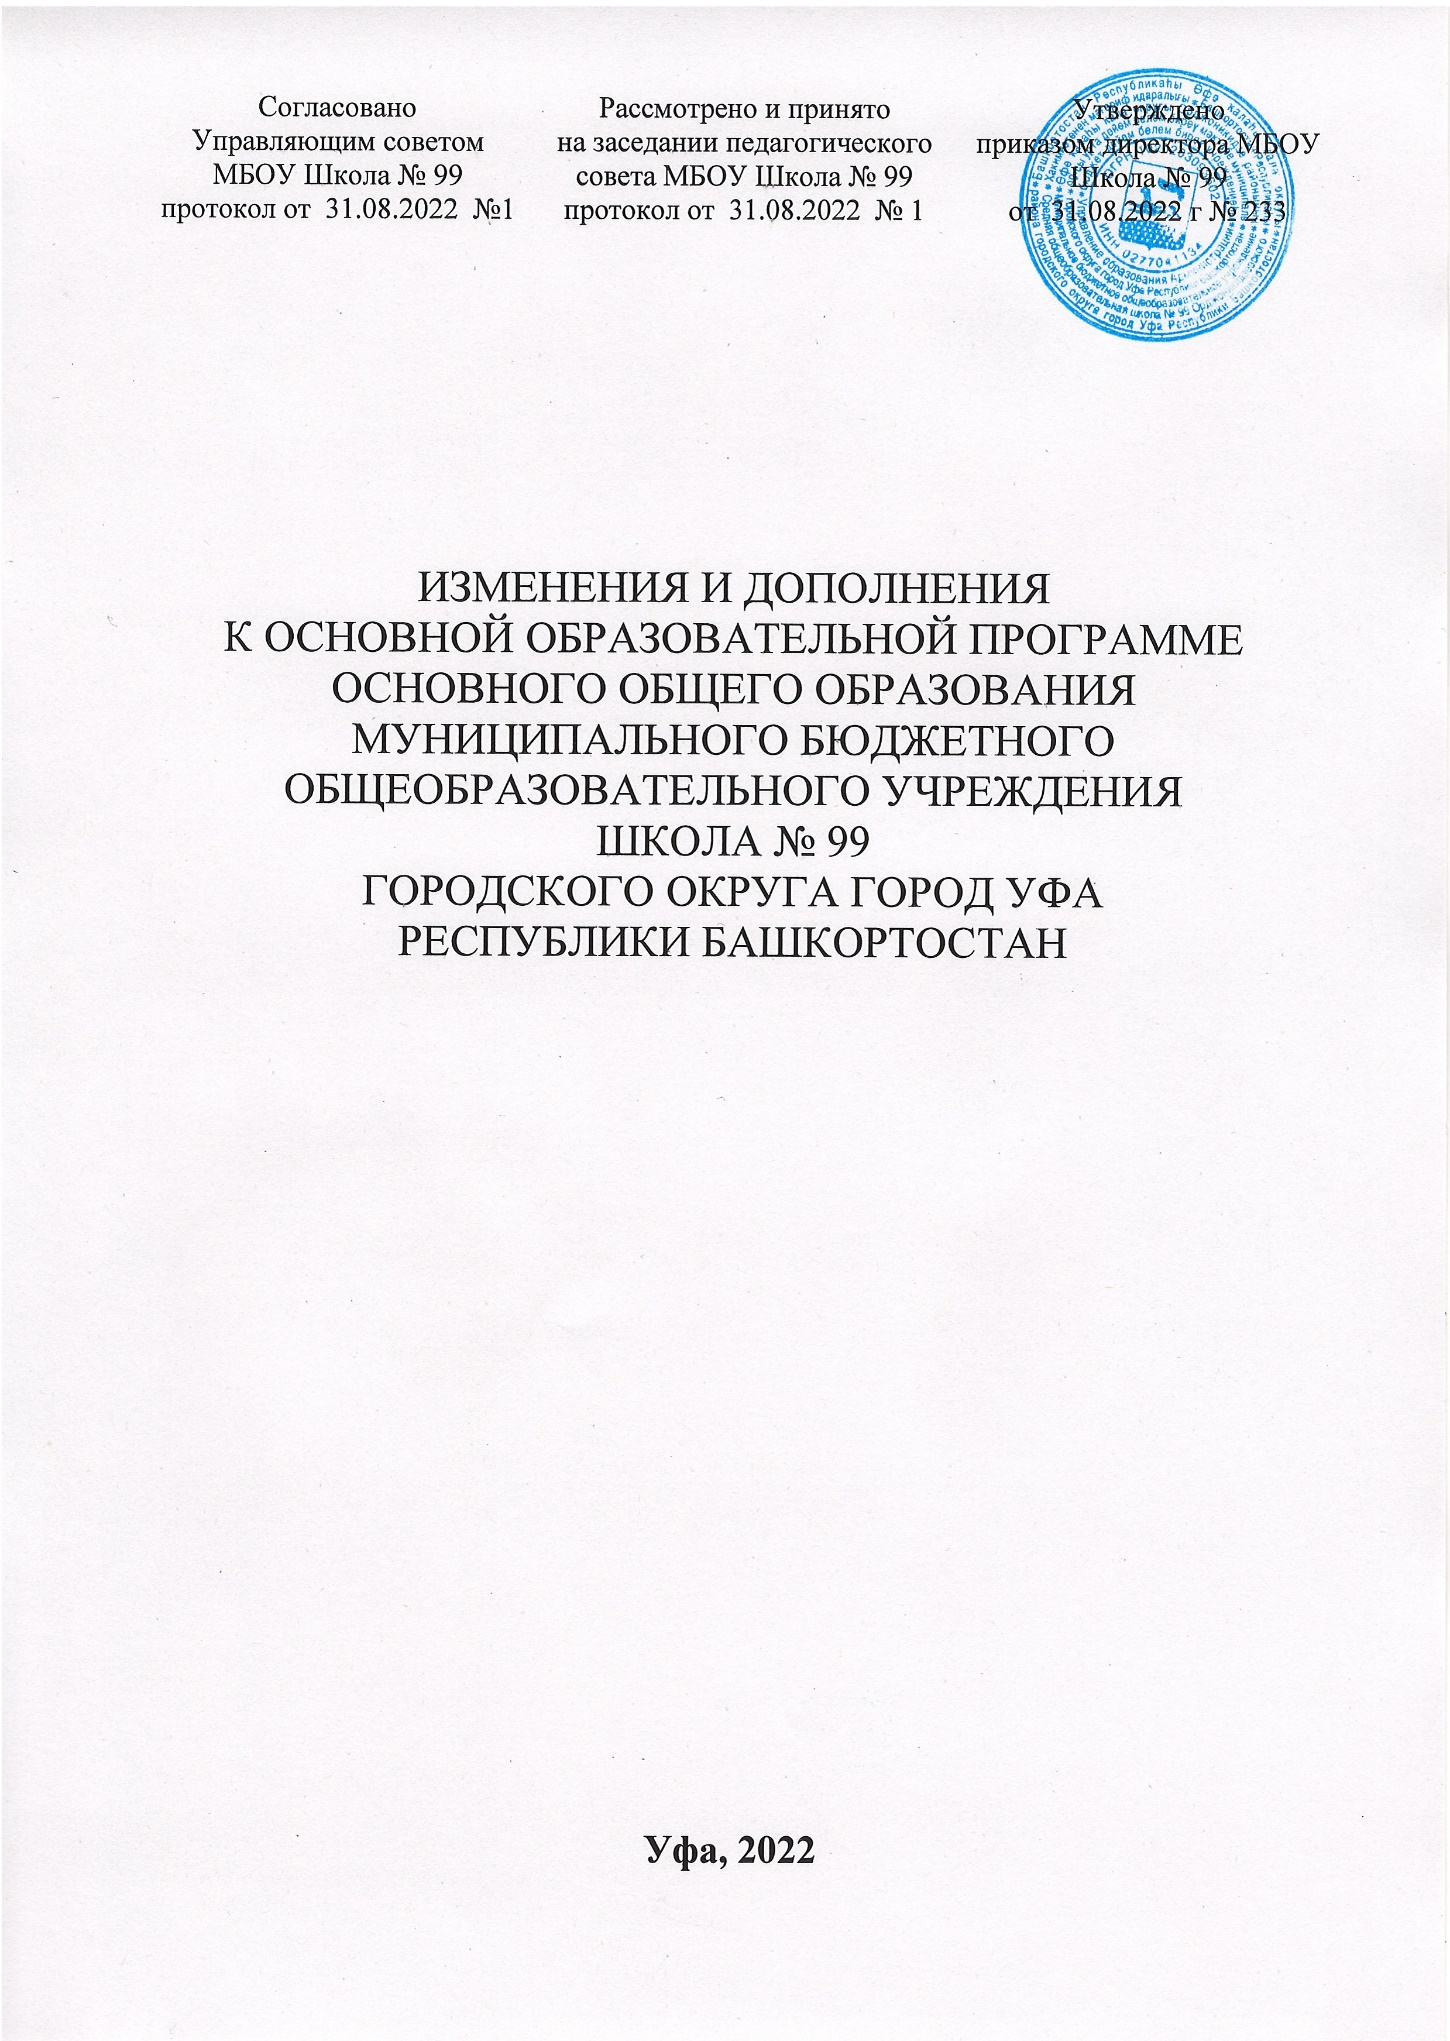 Согласовано
Управляющим советом
МБОУ Школа № 99
протокол от 31.08.2022 №1
Рассмотрено и принято
на заседании педагогического
совета МБОУ Школа № 99
протокол от 31.08.2022 № 1
Утверждено
приказом директора МБОУ
Школа № 99
от 31.08.2022 г № 233
ИЗМЕНЕНИЯ И ДОПОЛНЕНИЯ
К ОСНОВНОЙ ОБРАЗОВАТЕЛЬНОЙ ПРОГРАММЕ
ОСНОВНОГО ОБЩЕГО ОБРАЗОВАНИЯ
МУНИЦИПАЛЬНОГО БЮДЖЕТНОГО
ОБЩЕОБРАЗОВАТЕЛЬНОГО УЧРЕЖДЕНИЯ
ШКОЛА № 99
ГОРОДСКОГО ОКРУГА ГОРОД УФА
РЕСПУБЛИКИ БАШКОРТОСТАН
Уфа, 2022